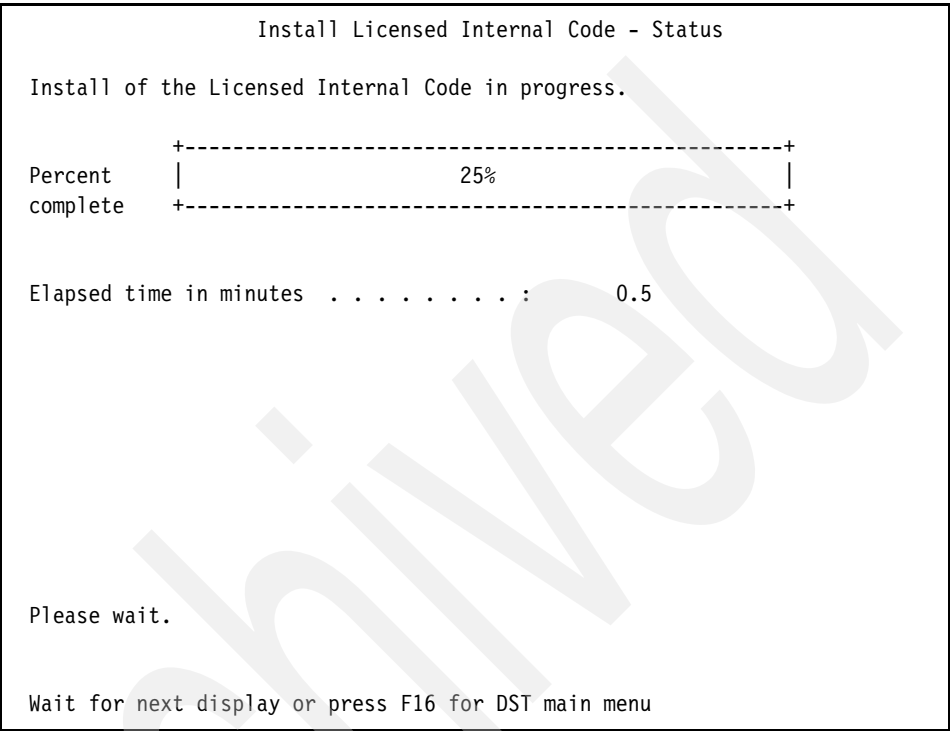 Install Licensed Internal Code - Status
Install of the Licensed Internal Code in progress.
+--------------------------------------------------+
Percent | 25% |
complete +--------------------------------------------------+
Elapsed time in minutes . . . . . . . . : 0.5
Please wait.
Wait for next display or press F16 for DST main menu